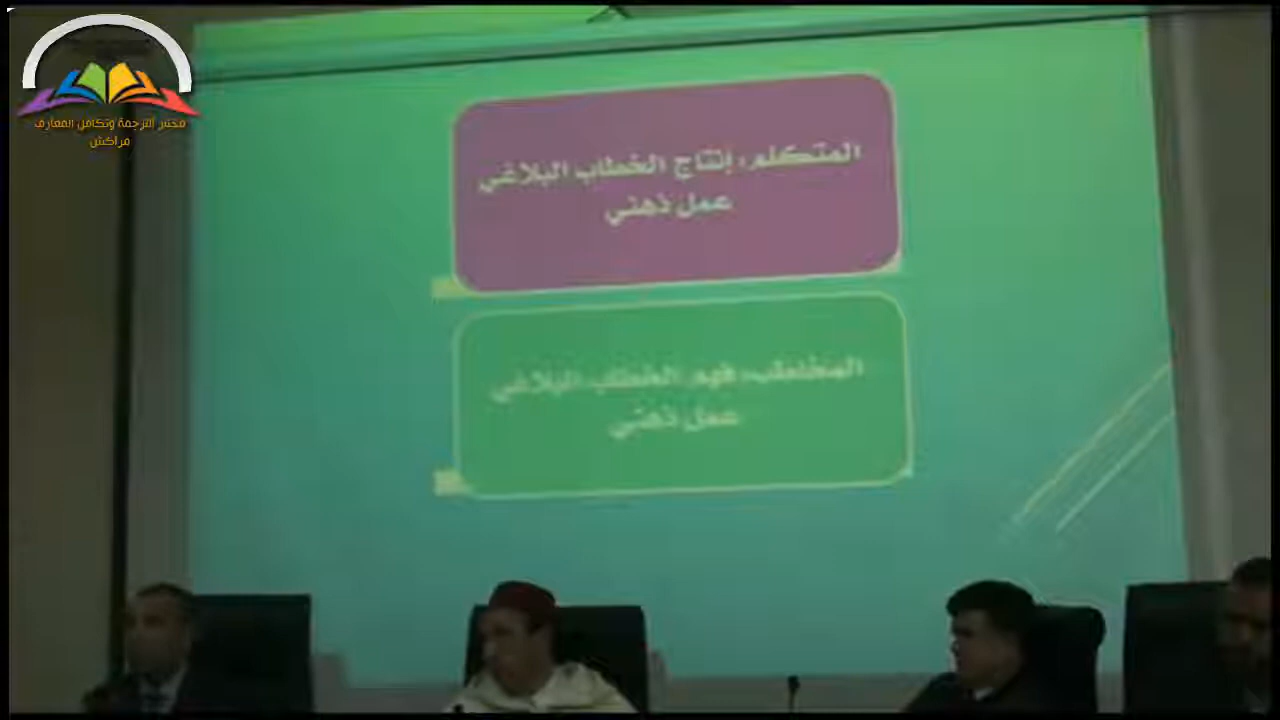 مختبر الترجمة وتكامل المعارف
مراكش
المتكلم: إنتاج الخطاب البلاغي
عمل ذهني
المخاطب: فهم الخطاب البلاغي
عمل ذهني